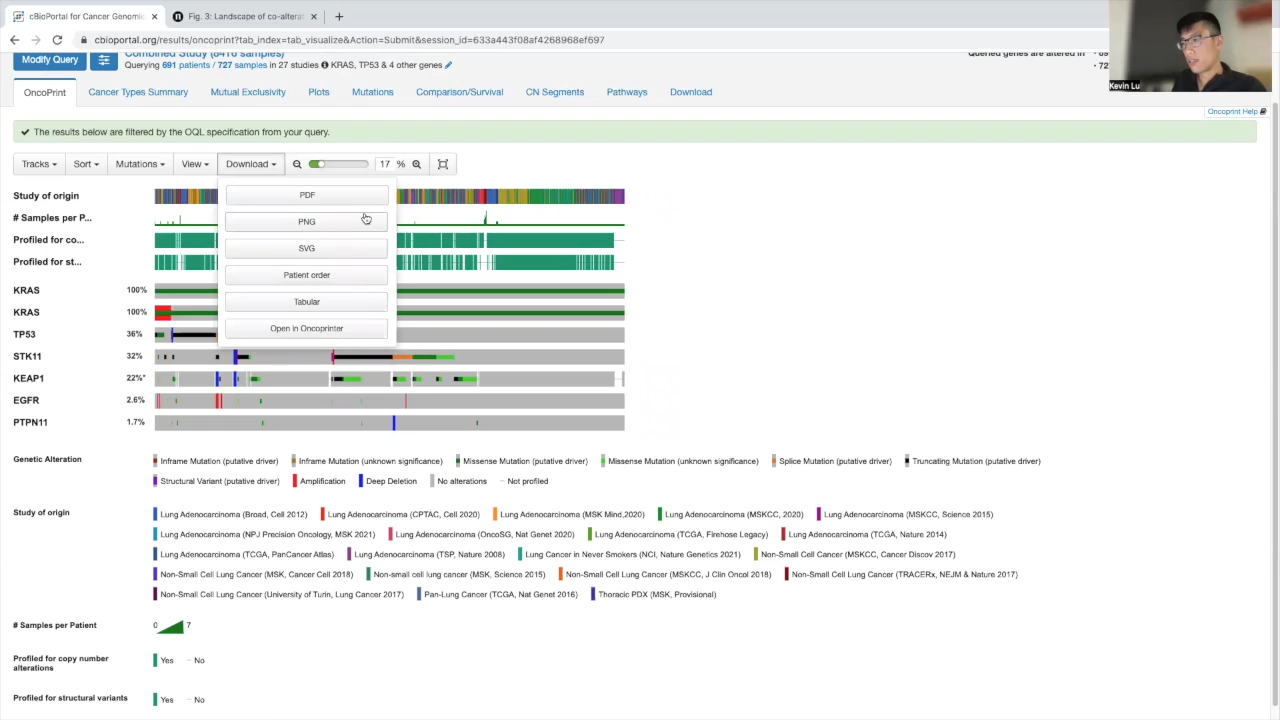 cBioPortal for Cancer Genomic
Fig. 3: Landscape of co-altera
cbioportal.org/results/oncoprint?tab_index=tab_visualize&Action=Submit&session_id=633a443f08af4268968ef697
Modify Query
Combined Study (8416 samples)
Querying 691 patients / 727 samples in 27 studies KRAS, TP53 & 4 other genes
Queried genes are altered in
Kevin Lu
OncoPrint Cancer Types Summary Mutual Exclusivity Plots Mutations Comparison/Survival CN Segments Pathways Download
Oncoprint Help
The results below are filtered by the OQL specification from your query.
Tracks Sort Mutations View Download 17 %
PDF
PNG
SVG
Patient order
Tabular
Open in Oncoprinter
Study of origin
# Samples per P...
Profiled for co...
Profiled for st...
KRAS 100%
KRAS 100%
TP53 36%
STK11 32%
KEAP1 22%*
EGFR 2.6%
PTPN11 1.7%
Genetic Alteration Inframe Mutation (putative driver) Inframe Mutation (unknown significance) Missense Mutation (putative driver) Missense Mutation (unknown significance) Splice Mutation (putative driver) Truncating Mutation (putative driver)
Structural Variant (putative driver) Amplification Deep Deletion No alterations Not profiled
Study of origin Lung Adenocarcinoma (Broad, Cell 2012) Lung Adenocarcinoma (CPTAC, Cell 2020) Lung Adenocarcinoma (MSK Mind,2020) Lung Adenocarcinoma (MSKCC, 2020) Lung Adenocarcinoma (MSKCC, Science 2015)
Lung Adenocarcinoma (NPJ Precision Oncology, MSK 2021) Lung Adenocarcinoma (OncoSG, Nat Genet 2020) Lung Adenocarcinoma (TCGA, Firehose Legacy) Lung Adenocarcinoma (TCGA, Nature 2014)
Lung Adenocarcinoma (TCGA, PanCancer Atlas) Lung Adenocarcinoma (TSP, Nature 2008) Lung Cancer in Never Smokers (NCI, Nature Genetics 2021) Non-Small Cell Cancer (MSKCC, Cancer Discov 2017)
Non-Small Cell Lung Cancer (MSK, Cancer Cell 2018) Non-small cell lung cancer (MSK, Science 2015) Non-Small Cell Lung Cancer (MSKCC, J Clin Oncol 2018) Non-Small Cell Lung Cancer (TRACERx, NEJM & Nature 2017)
Non-Small Cell Lung Cancer (University of Turin, Lung Cancer 2017) Pan-Lung Cancer (TCGA, Nat Genet 2016) Thoracic PDX (MSK, Provisional)
# Samples per Patient 0 7
Profiled for copy number
alterations
Yes No
Profiled for structural variants Yes No